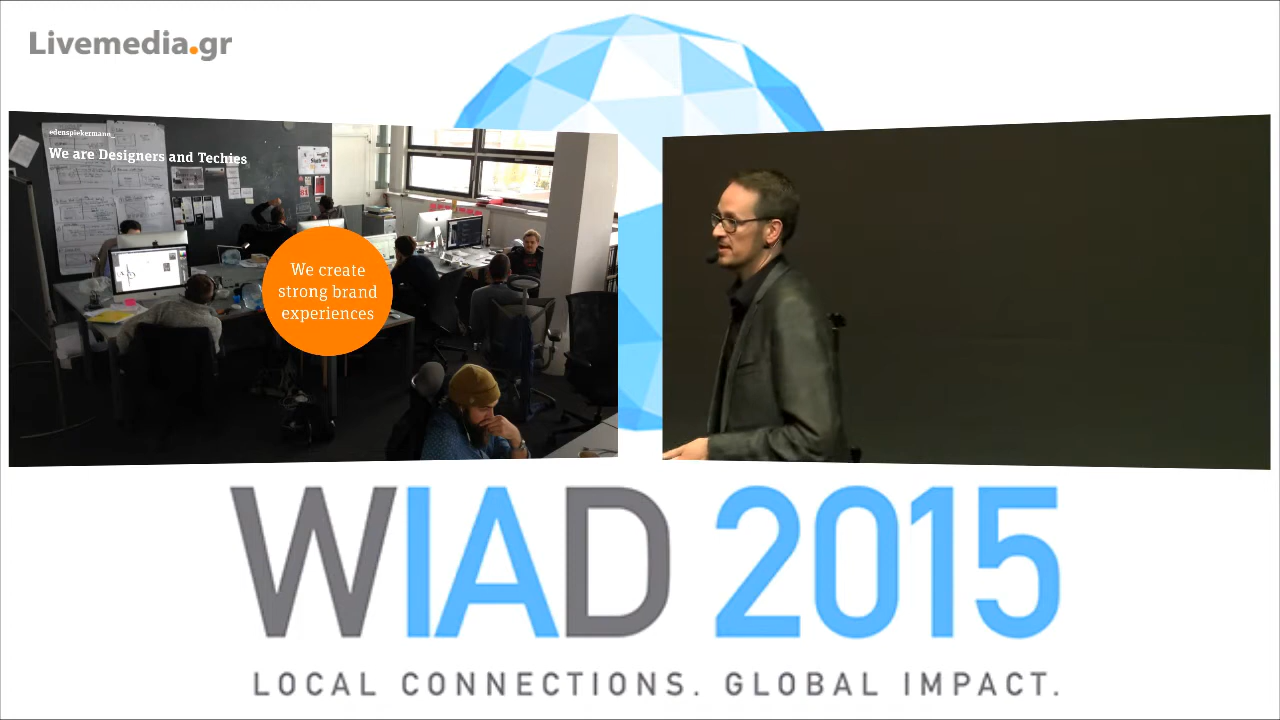 Livemedia.gr
edenspiekermann_
We are Designers and Techies
We create
strong brand
experiences
WIAD 2015
LOCAL CONNECTIONS. GLOBAL IMPACT.